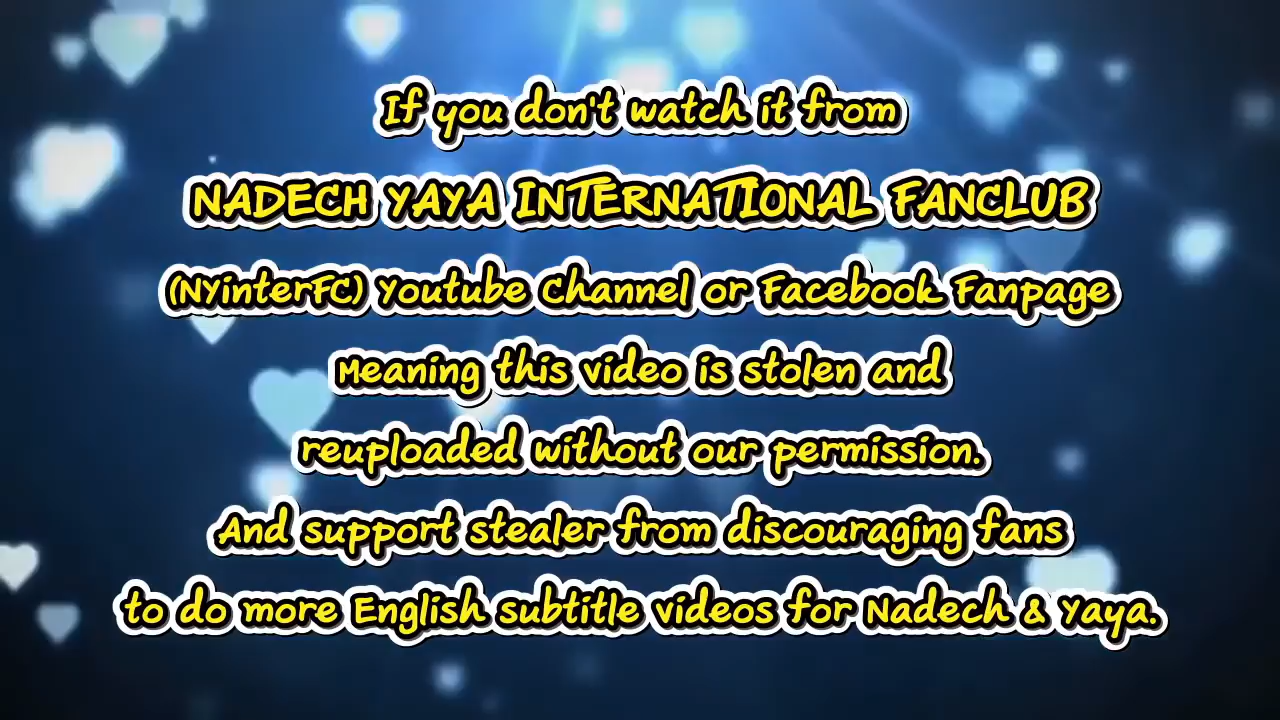 If you don't watch it from
NADECH YAYA INTERNATIONAL FANCLUB
(NYinterFC) Youtube Channel or Facebook Fanpage
Meaning this video is stolen and
reuploaded without our permission.
And support stealer from discouraging fans
to do more English subtitle videos for Nadech & Yaya.